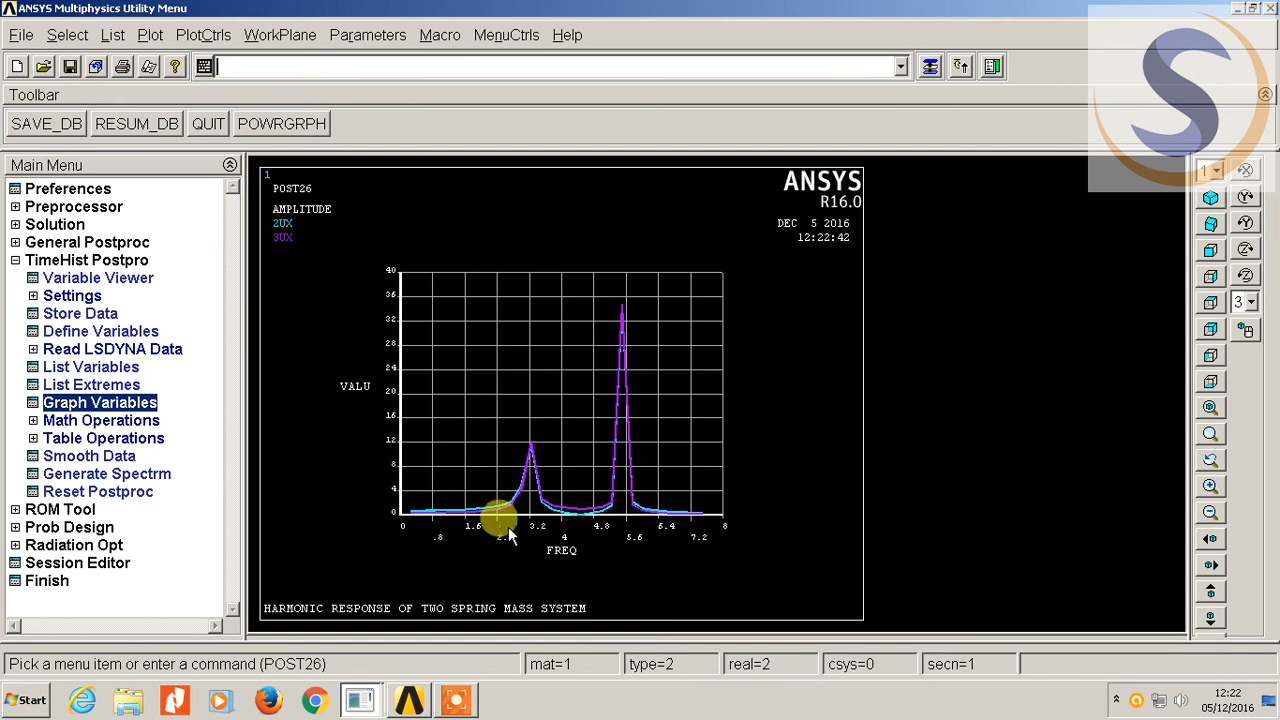 ANSYS Multiphysics Utility Menu
File Select List Plot PlotCtrls WorkPlane Parameters Macro MenuCtrls Help
Toolbar
SAVE_DB RESUM_DB QUIT POWRGRPH
Main Menu
Preferences
Preprocessor
Solution
General Postproc
TimeHist Postpro
Variable Viewer
Settings
Store Data
Define Variables
Read LSDYNA Data
List Variables
List Extremes
Graph Variables
Math Operations
Table Operations
Smooth Data
Generate Spectrm
Reset Postproc
ROM Tool
Prob Design
Radiation Opt
Session Editor
Finish
1
POST26
AMPLITUDE
2UX
3UX
ANSYS
R16.0
DEC 5 2016
12:22:42
40
36
32
28
24
VALU
20
16
12
8
4
0
0 1.6 3.2 4.8 6.4 8
.8 4 5.6 7.2
FREQ
HARMONIC RESPONSE OF TWO SPRING MASS SYSTEM
1
3
Pick a menu item or enter a command (POST26) mat=1 type=2 real=2 csys=0 secn=1
Start
12:22
05/12/2016
S